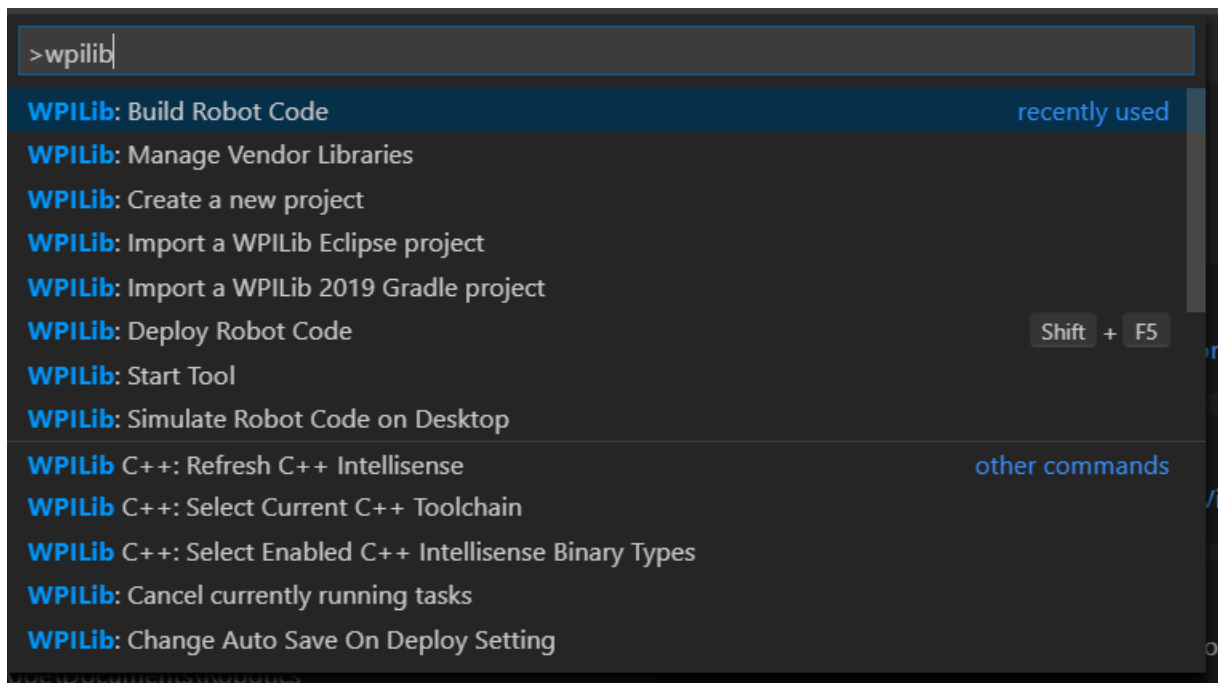 >wpilib
WPILib: Build Robot Code recently used
WPILib: Manage Vendor Libraries
WPILib: Create a new project
WPILib: Import a WPILib Eclipse project
WPILib: Import a WPILib 2019 Gradle project
WPILib: Deploy Robot Code Shift + F5
WPILib: Start Tool
WPILib: Simulate Robot Code on Desktop
WPILib C++: Refresh C++ Intellisense other commands
WPILib C++: Select Current C++ Toolchain
WPILib C++: Select Enabled C++ Intellisense Binary Types
WPILib: Cancel currently running tasks
WPILib: Change Auto Save On Deploy Setting